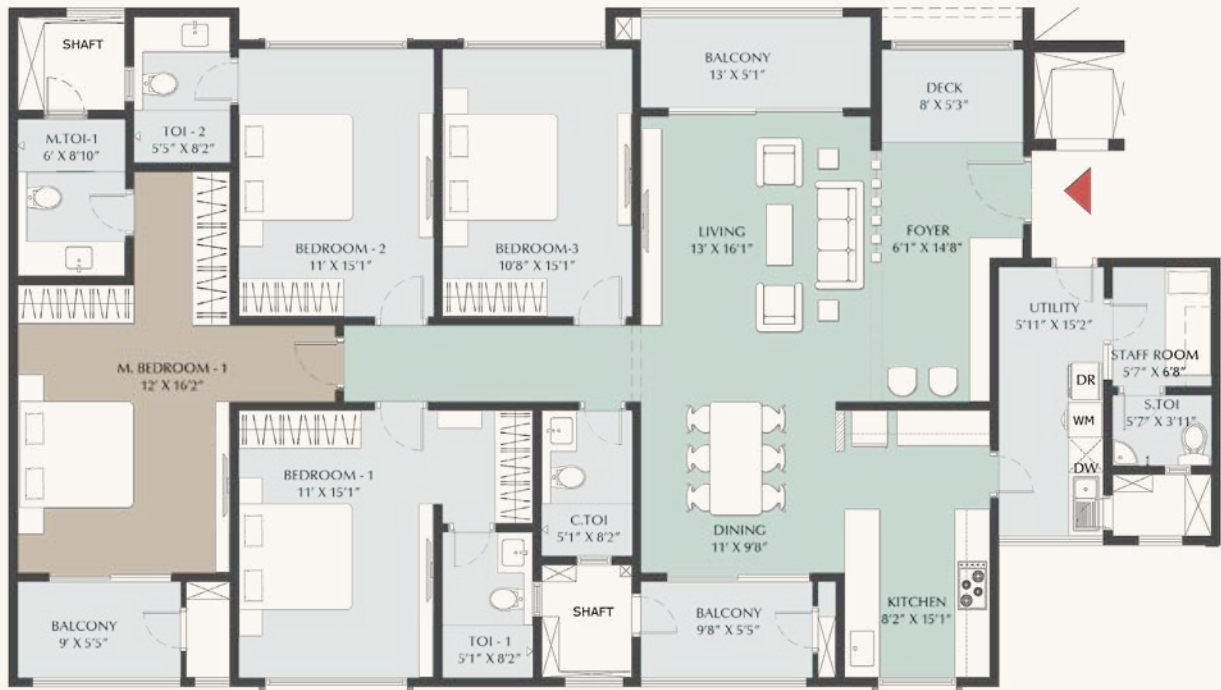 SHAFT
TOI - 2
5'5" X 8'2"
M.TOI-1
6' X 8'10"
BEDROOM - 2
11' X 15'1"
BEDROOM-3
10'8" X 15'1"
BALCONY
13' X 5'1"
DECK
8' X 5'3"
LIVING
13' X 16'1"
FOYER
6'1" X 14'8"
UTILITY
5'11" X 15'2"
STAFF ROOM
5'7" X 6'8"
DR
WM
DW
S.TOI
5'7" X 3'11"
M. BEDROOM - 1
12' X 16'2"
BEDROOM - 1
11' X 15'1"
C.TOI
5'1" X 8'2"
DINING
11' X 9'8"
BALCONY
9' X 5'5"
TOI - 1
5'1" X 8'2"
SHAFT
BALCONY
9'8" X 5'5"
KITCHEN
8'2" X 15'1"